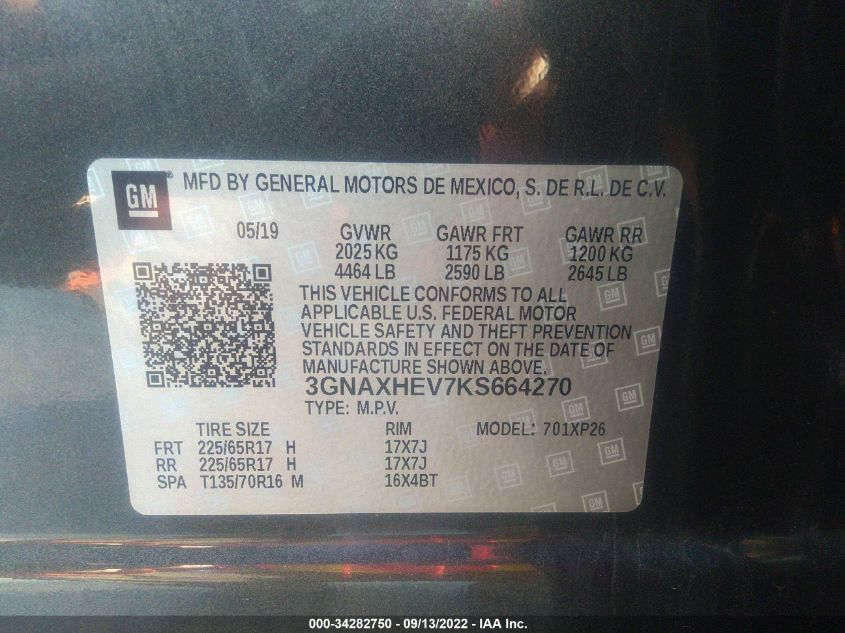 GM ® MFD BY GENERAL MOTORS DE MEXICO, S. DE R.L. DE C.V.
05/19 GVWR GAWR FRT GAWR RR
2025 KG 1175 KG 1200 KG
4464 LB 2590 LB 2645 LB
THIS VEHICLE CONFORMS TO ALL
APPLICABLE U.S. FEDERAL MOTOR
VEHICLE SAFETY AND THEFT PREVENTION
STANDARDS IN EFFECT ON THE DATE OF
MANUFACTURE SHOWN ABOVE.
3GNAXHEV7KS664270
TYPE: M.P.V.
TIRE SIZE RIM MODEL: 701XP26
FRT 225/65R17 H 17X7J
RR 225/65R17 H 17X7J
SPA T135/70R16 M 16X4BT
000-34282750 - 09/13/2022 - IAA Inc.